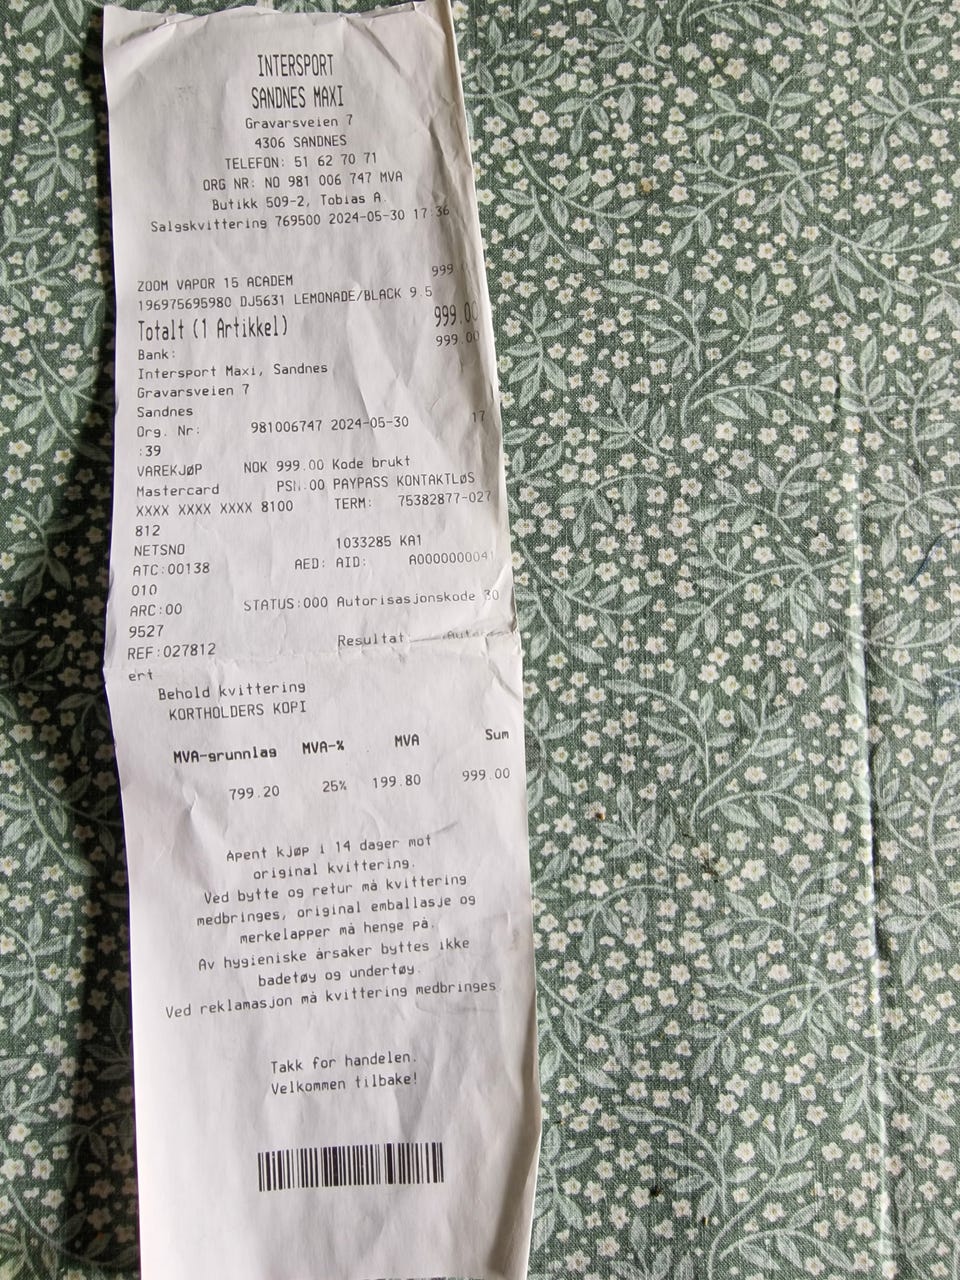 INTERSPORT
SANDNES MAXI
Gravarsveien 7
4306 SANDNES
TELEFON: 51 62 70 71
ORG NR: NO 981 006 747 MVA
Butikk 509-2, Tobias A.
Salgskvittering 769500 2024-05-30 17:36
ZOOM VAPOR 15 ACADEM 999
196975695980 DJ5631 LEMONADE/BLACK 9.5
Totalt (1 Artikkel) 999.00
Bank: 999.00
Intersport Maxi, Sandnes
Gravarsveien 7
Sandnes
Org. Nr: 981006747 2024-05-30 17
:39
VAREKJØP NOK 999.00 Kode brukt
Mastercard PSN:00 PAYPASS KONTAKTLØS
XXXX XXXX XXXX 8100 TERM: 75382877-027
812
NETSNO 1033285 KA1
ATC:00138 AED: AID: A0000000041
010
ARC:00 STATUS:000 Autorisasjonskode 30
9527
REF:027812 Resultat:
ert
Behold kvittering
KORTHOLDERS KOPI
MVA-grunnlag MVA-% MVA Sum
799.20 25% 199.80 999.00
Apent kjøp i 14 dager mot
original kvittering.
Ved bytte og retur må kvittering
medbringes, original emballasje og
merkelapper må henge på.
Av hygieniske årsaker byttes ikke
badetøy og undertøy.
Ved reklamasjon må kvittering medbringes.
Takk for handelen.
Velkommen tilbake!